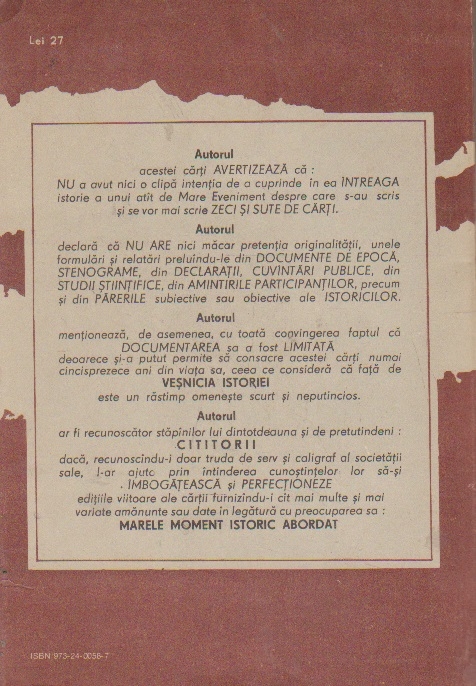 Lei 27
Autorul
acestei cărți AVERTIZEAZĂ că :
NU a avut nici o clipă intenția de a cuprinde în ea ÎNTREAGA
istorie a unui atît de Mare Eveniment despre care s-au scris
și se vor mai scrie ZECI ȘI SUTE DE CĂRȚI.
Autorul
declară că NU ARE nici măcar pretenția originalității, unele
formulări și relatări preluindu-le din DOCUMENTE DE EPOCĂ,
STENOGRAME, din DECLARAȚII, CUVÎNTĂRI PUBLICE, din
STUDII ȘTIINȚIFICE, din AMINTIRILE PARTICIPANȚILOR, precum
și din PĂRERILE subiective sau obiective ale ISTORICILOR.
Autorul
menționează, de asemenea, cu toată convingerea faptul că
DOCUMENTAREA sa a fost LIMITATĂ
deoarece și-a putut permite să consacre acestei cărți numai
cincisprezece ani din viața sa, ceea ce consideră că față de
VEȘNICIA ISTORIEI
este un răstimp omenește scurt și neputincios.
Autorul
ar fi recunoscător stăpînilor lui dintotdeauna și de pretutindeni :
CITITORII
dacă, recunoscîndu-i doar truda de serv și caligraf al societății
sale, l-ar ajuta prin întinderea cunoștințelor lor să-și
ÎMBOGĂȚEASCĂ și PERFECȚIONEZE
edițiile viitoare ale cărții furnizîndu-i cît mai multe și mai
variate amănunte sau date în legătură cu preocuparea sa :
MARELE MOMENT ISTORIC ABORDAT
ISBN 973-24-0056-7